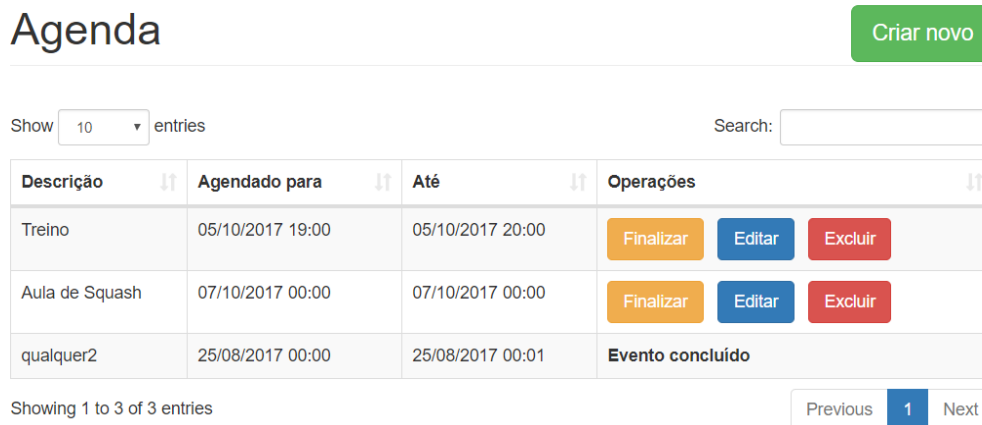 Agenda Criar novo
Show 10 entries Search:
Descrição Agendado para Até Operações
Treino 05/10/2017 19:00 05/10/2017 20:00 Finalizar Editar Excluir
Aula de Squash 07/10/2017 00:00 07/10/2017 00:00 Finalizar Editar Excluir
qualquer2 25/08/2017 00:00 25/08/2017 00:01 Evento concluído
Showing 1 to 3 of 3 entries Previous 1 Next